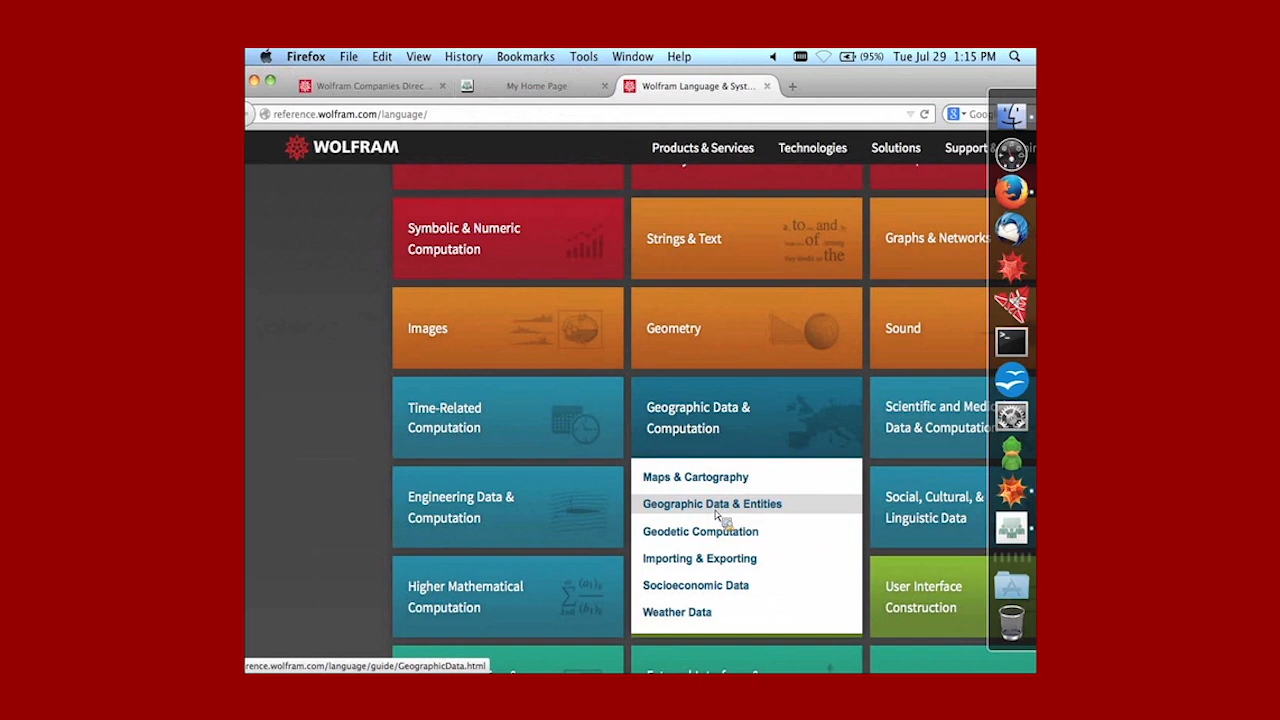 Firefox File Edit View History Bookmarks Tools Window Help (95%) Tue Jul 29 1:15 PM
Wolfram Companies Direc... My Home Page Wolfram Language & Syst...
reference.wolfram.com/language/
WOLFRAM Products & Services Technologies Solutions Support &
Symbolic & Numeric
Computation
Strings & Text
Graphs & Networks
Images
Geometry
Sound
Time-Related
Computation
Geographic Data &
Computation
Scientific and Medic
Data & Computation
Maps & Cartography
Geographic Data & Entities
Geodetic Computation
Importing & Exporting
Socioeconomic Data
Weather Data
Engineering Data &
Computation
Social, Cultural, &
Linguistic Data
Higher Mathematical
Computation
User Interface
Construction
rence.wolfram.com/language/guide/GeographicData.html